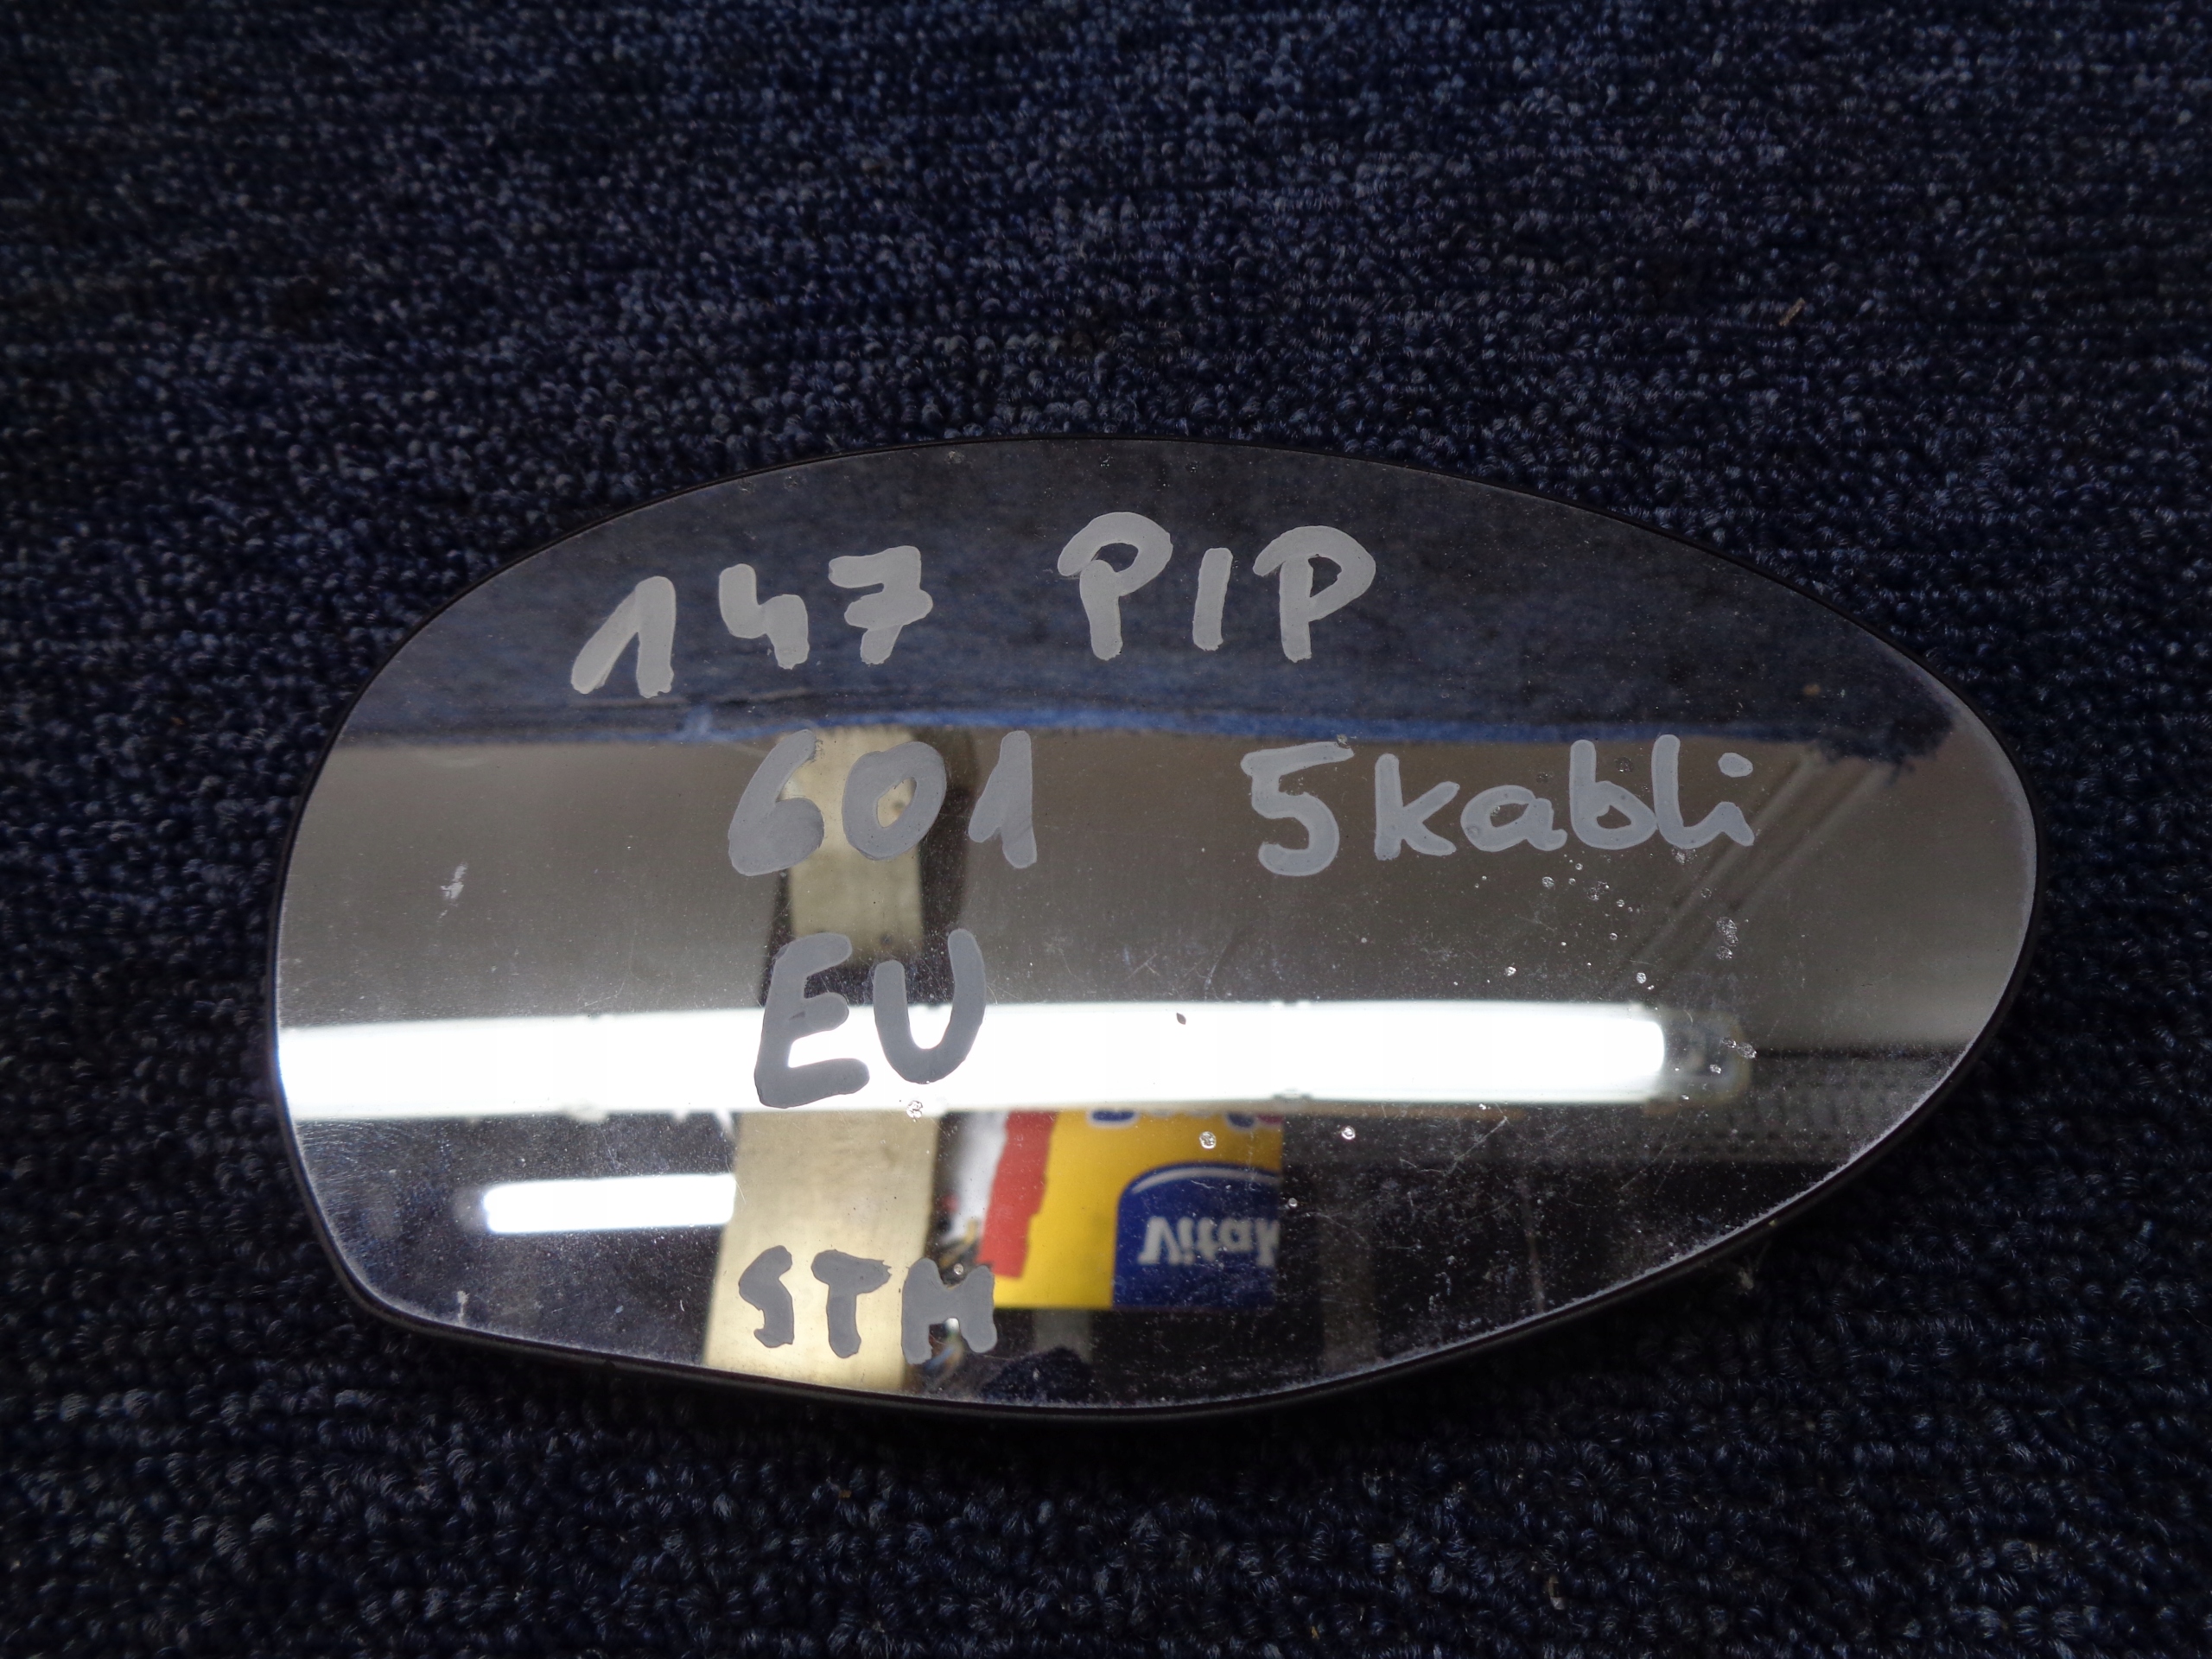 147 PIP
601 5kabli
EU
STM